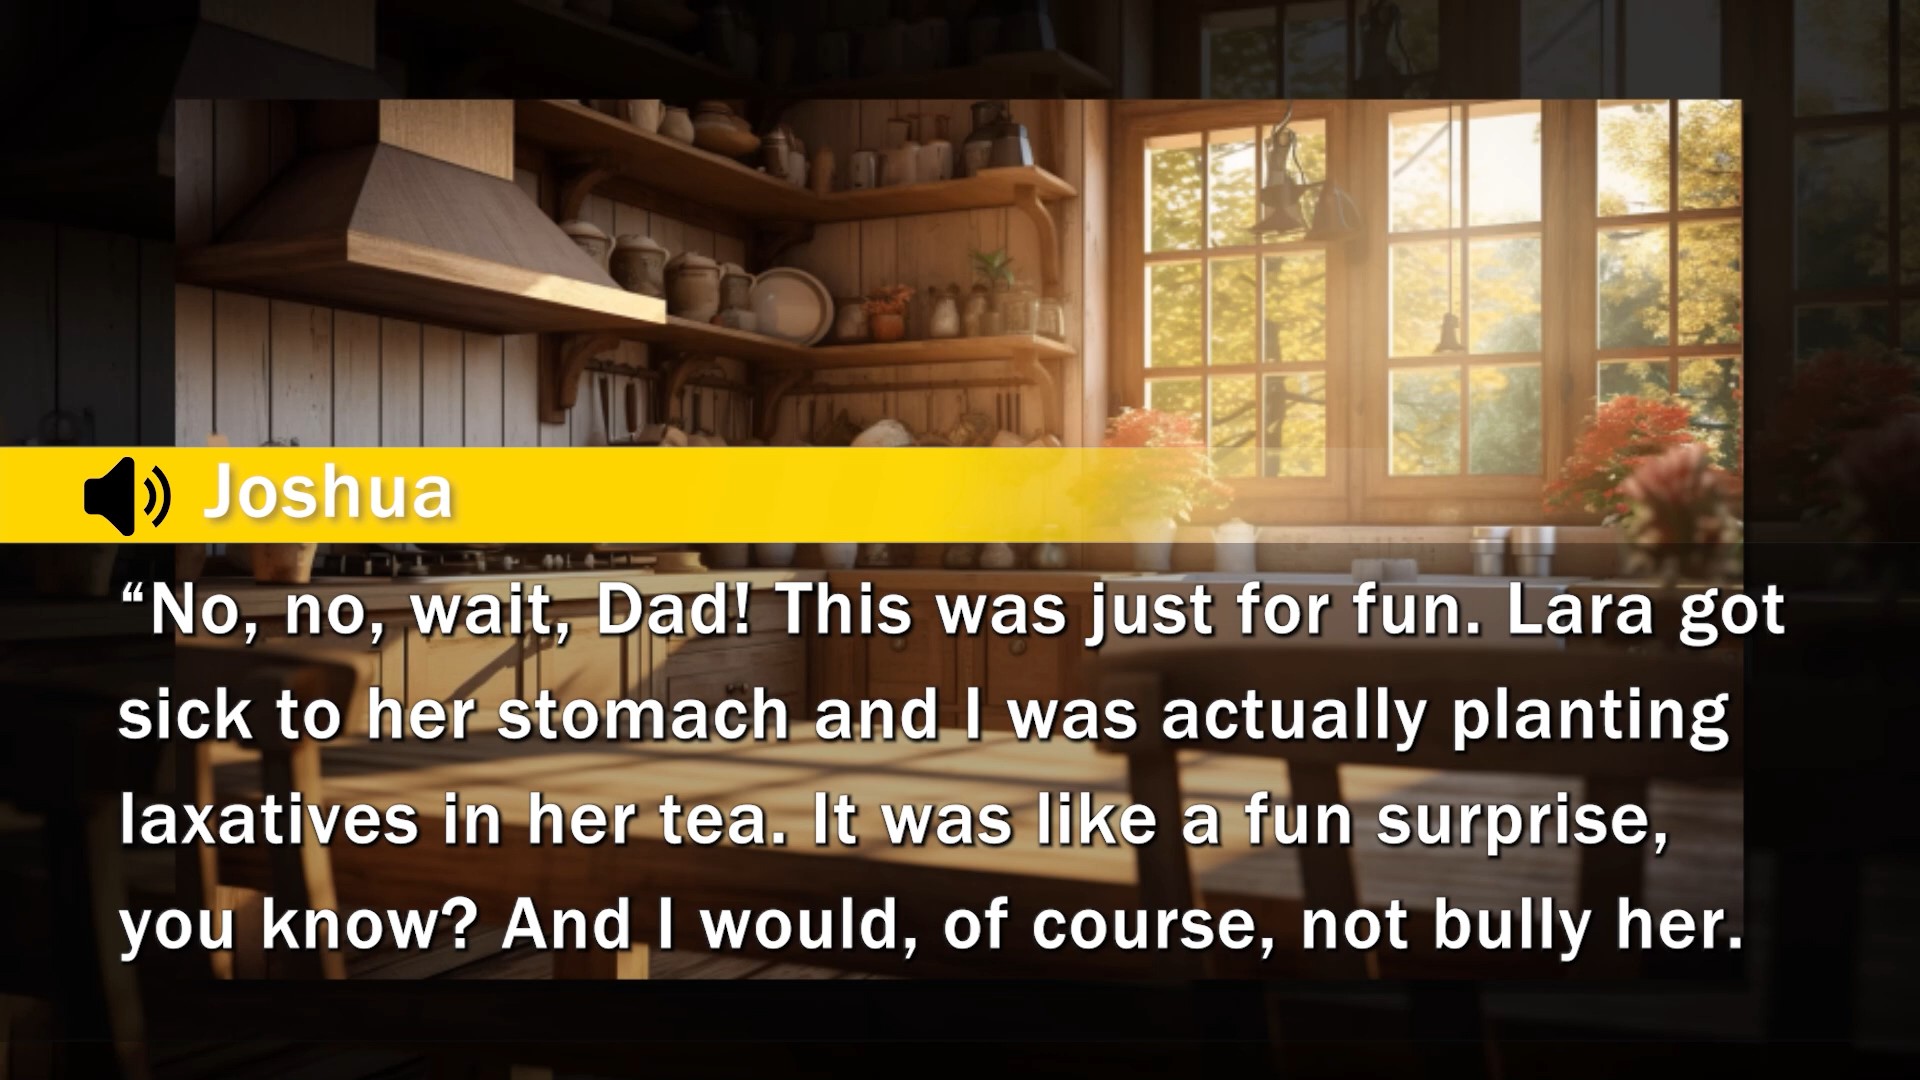 Joshua
“No, no, wait, Dad! This was just for fun. Lara got
sick to her stomach and I was actually planting
laxatives in her tea. It was like a fun surprise,
you know? And I would, of course, not bully her.